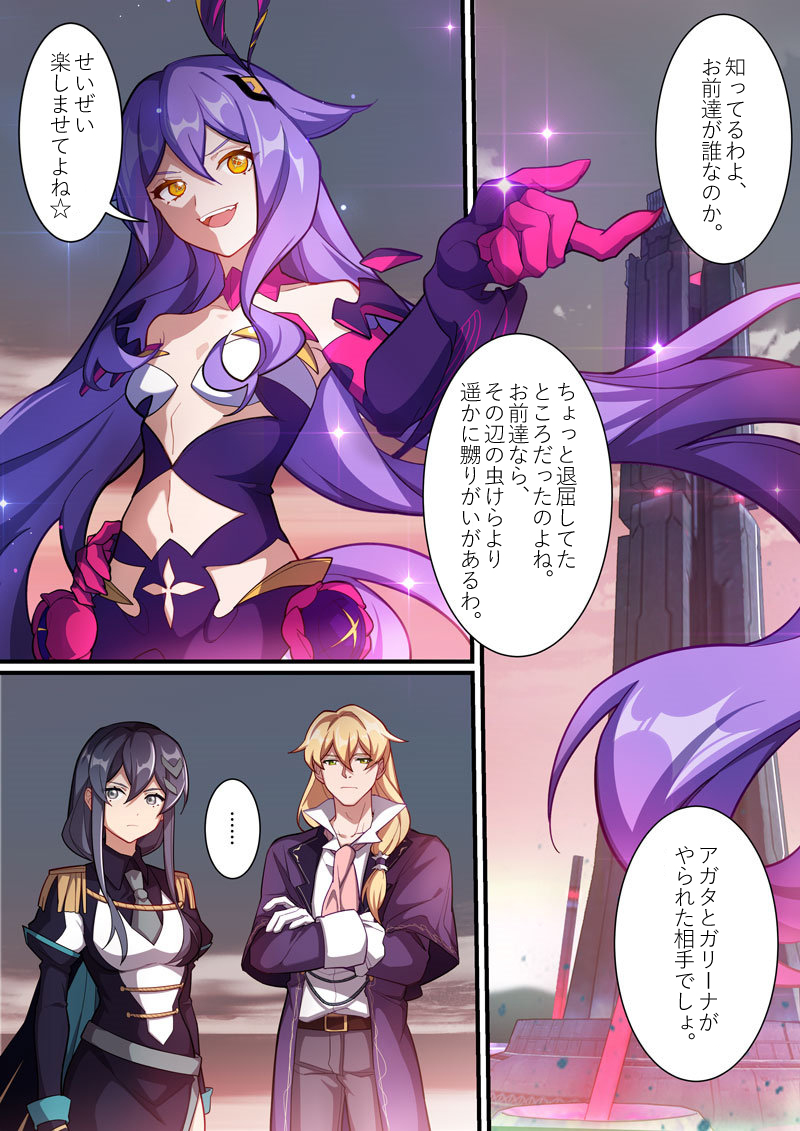 知ってるわよ、
お前達が誰なのか。
アガタとガリーナが
やられた相手でしょ。
ちょっと退屈してた
ところだったのよね。
お前達なら、
その辺の虫けらより
遥かに嬲りがいがあるわ。
せいぜい
楽しませてよね☆
……